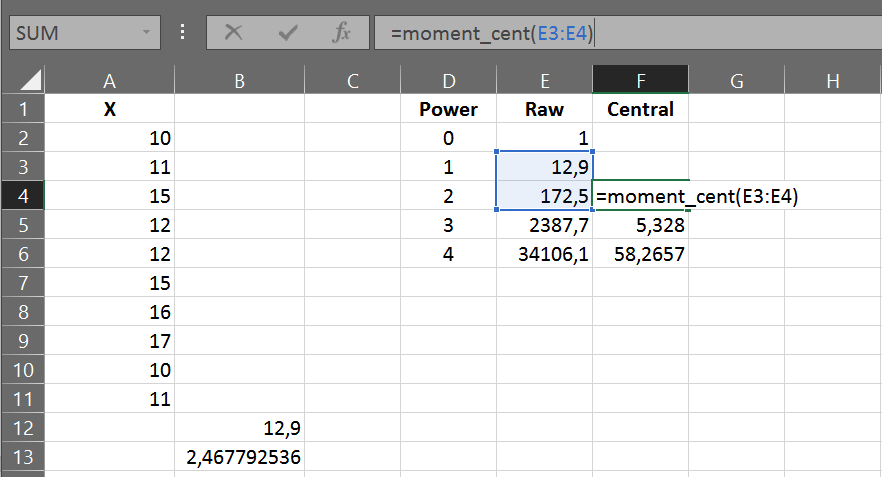 SUM =moment_cent(E3:E4)
A B C D E F G H
1 X Power Raw Central
2 10 0 1
3 11 1 12,9
4 15 2 172,5 =moment_cent(E3:E4)
5 12 3 2387,7 5,328
6 12 4 34106,1 58,2657
7 15
8 16
9 17
10 10
11 11
12 12,9
13 2,467792536